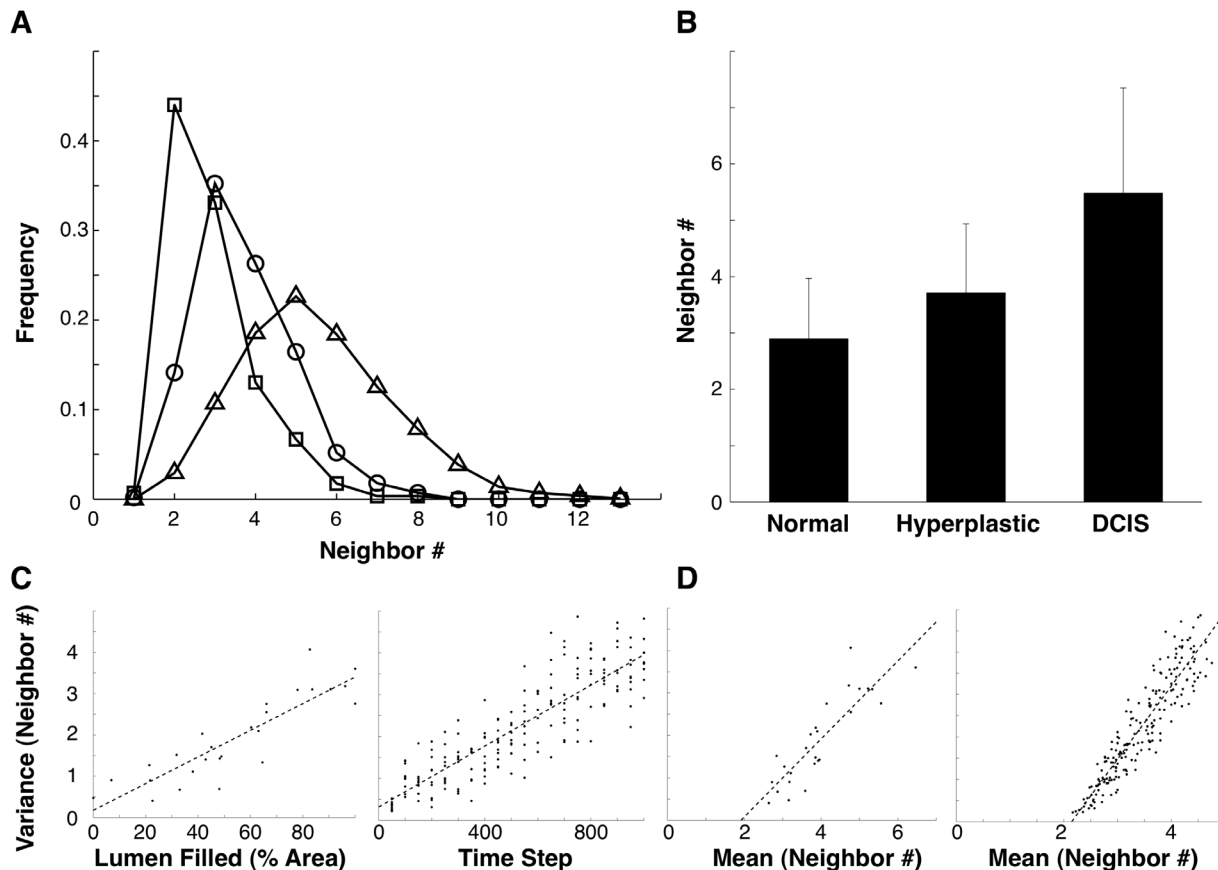 A
B
0.4
0.3
0.2
0.1
0
Frequency
0 2 4 6 8 10 12
Neighbor #
6
4
2
0
Neighbor #
Normal Hyperplastic DCIS
C
D
Variance (Neighbor #)
4
3
2
1
0
0 20 40 60 80 100
Lumen Filled (% Area)
400 800
Time Step
0 2 4 6
Mean (Neighbor #)
0 2 4
Mean (Neighbor #)